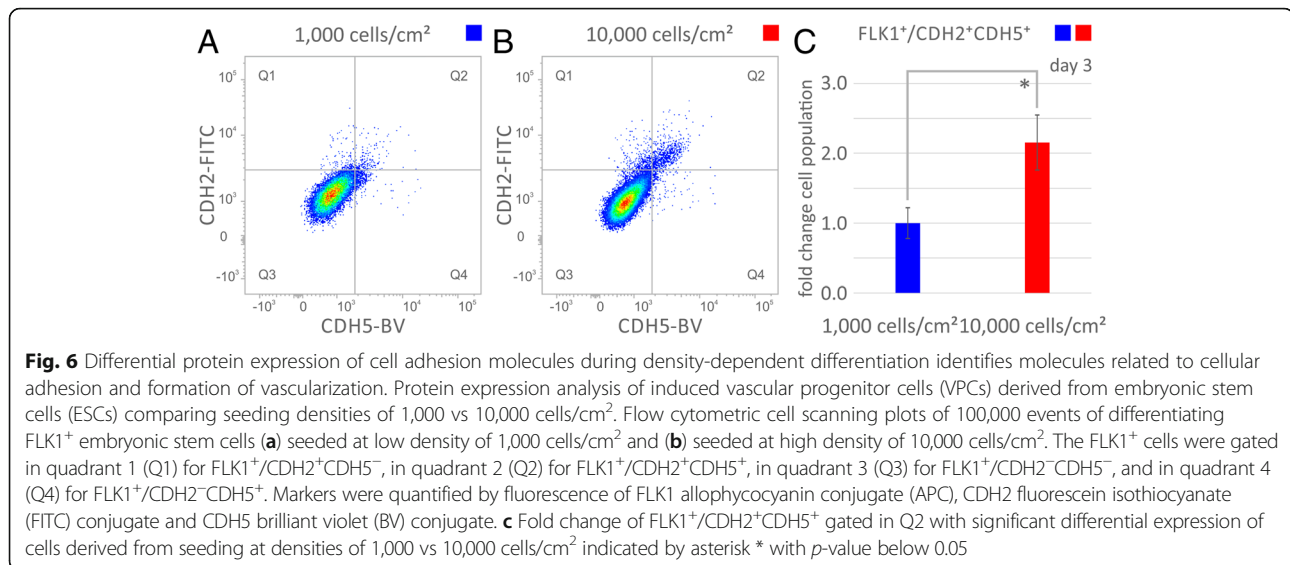 A 1,000 cells/cm²
B 10,000 cells/cm²
C FLK1⁺/CDH2⁺CDH5⁺
day 3
*
Q1 Q2
Q3 Q4
10⁵
10⁴
10³
0
-10³
CDH2-FITC
-10³ 0 10³ 10⁴ 10⁵
CDH5-BV
Q1 Q2
Q3 Q4
10⁵
10⁴
10³
0
-10³
CDH2-FITC
-10³ 0 10³ 10⁴ 10⁵
CDH5-BV
fold change cell population
3.0
2.0
1.0
0.0
1,000 cells/cm² 10,000 cells/cm²
Fig. 6 Differential protein expression of cell adhesion molecules during density-dependent differentiation identifies molecules related to cellular
adhesion and formation of vascularization. Protein expression analysis of induced vascular progenitor cells (VPCs) derived from embryonic stem
cells (ESCs) comparing seeding densities of 1,000 vs 10,000 cells/cm². Flow cytometric cell scanning plots of 100,000 events of differentiating
FLK1⁺ embryonic stem cells (a) seeded at low density of 1,000 cells/cm² and (b) seeded at high density of 10,000 cells/cm². The FLK1⁺ cells were gated
in quadrant 1 (Q1) for FLK1⁺/CDH2⁺CDH5⁻, in quadrant 2 (Q2) for FLK1⁺/CDH2⁺CDH5⁺, in quadrant 3 (Q3) for FLK1⁺/CDH2⁻CDH5⁻, and in quadrant 4
(Q4) for FLK1⁺/CDH2⁻CDH5⁺. Markers were quantified by fluorescence of FLK1 allophycocyanin conjugate (APC), CDH2 fluorescein isothiocyanate
(FITC) conjugate and CDH5 brilliant violet (BV) conjugate. c Fold change of FLK1⁺/CDH2⁺CDH5⁺ gated in Q2 with significant differential expression of
cells derived from seeding at densities of 1,000 vs 10,000 cells/cm² indicated by asterisk * with p-value below 0.05